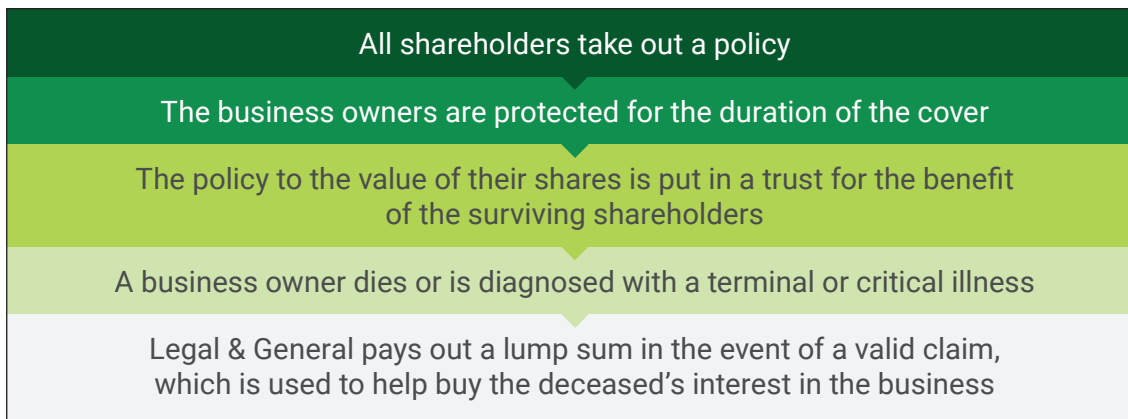 All shareholders take out a policy
The business owners are protected for the duration of the cover
The policy to the value of their shares is put in a trust for the benefit
of the surviving shareholders
A business owner dies or is diagnosed with a terminal or critical illness
Legal & General pays out a lump sum in the event of a valid claim,
which is used to help buy the deceased’s interest in the business